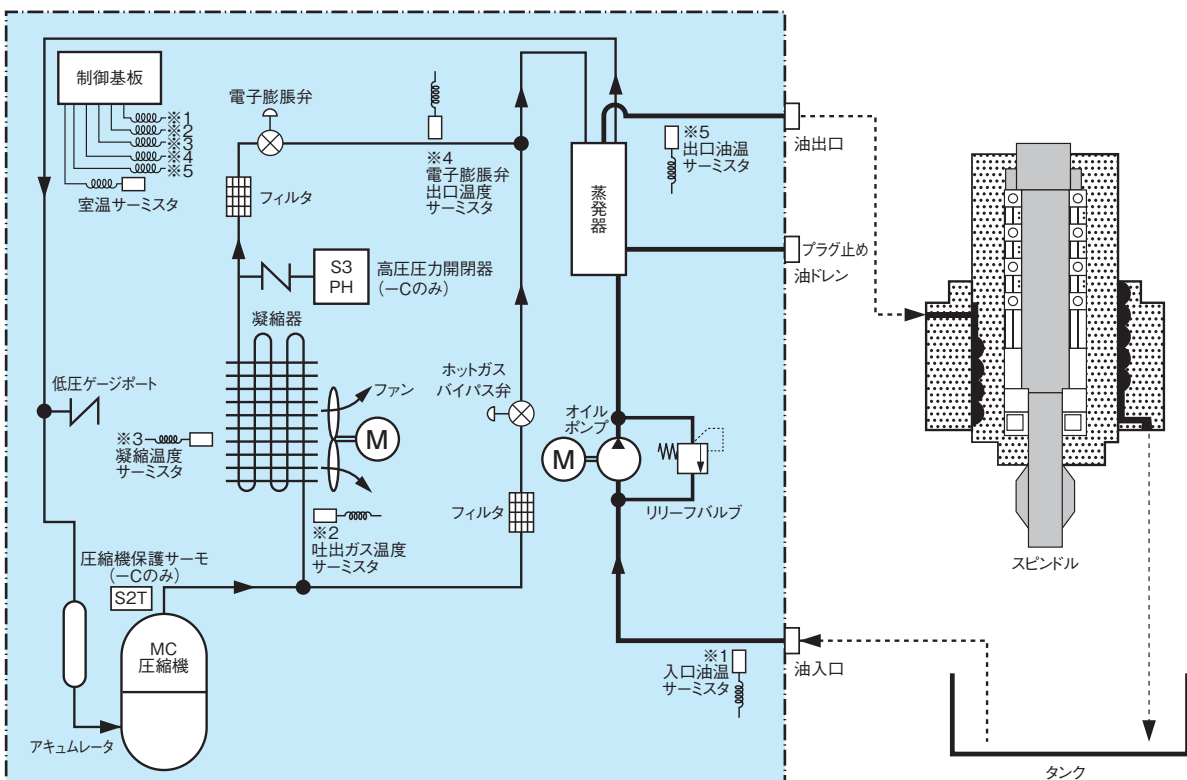 制御基板
※1
※2
※3
※4
※5
室温サーミスタ
電子膨脹弁
フィルタ
※4
電子膨脹弁
出口温度
サーミスタ
S3
PH
高圧圧力開閉器
(−Cのみ)
凝縮器
ファン
M
低圧ゲージポート
※3
凝縮温度
サーミスタ
※2
吐出ガス温度
サーミスタ
圧縮機保護サーモ
(−Cのみ)
S2T
MC
圧縮機
アキュムレータ
ホットガス
バイパス弁
フィルタ
蒸発器
※5
出口油温
サーミスタ
オイル
ポンプ
M
リリーフバルブ
※1
入口油温
サーミスタ
油出口
プラグ止め
油ドレン
油入口
スピンドル
タンク